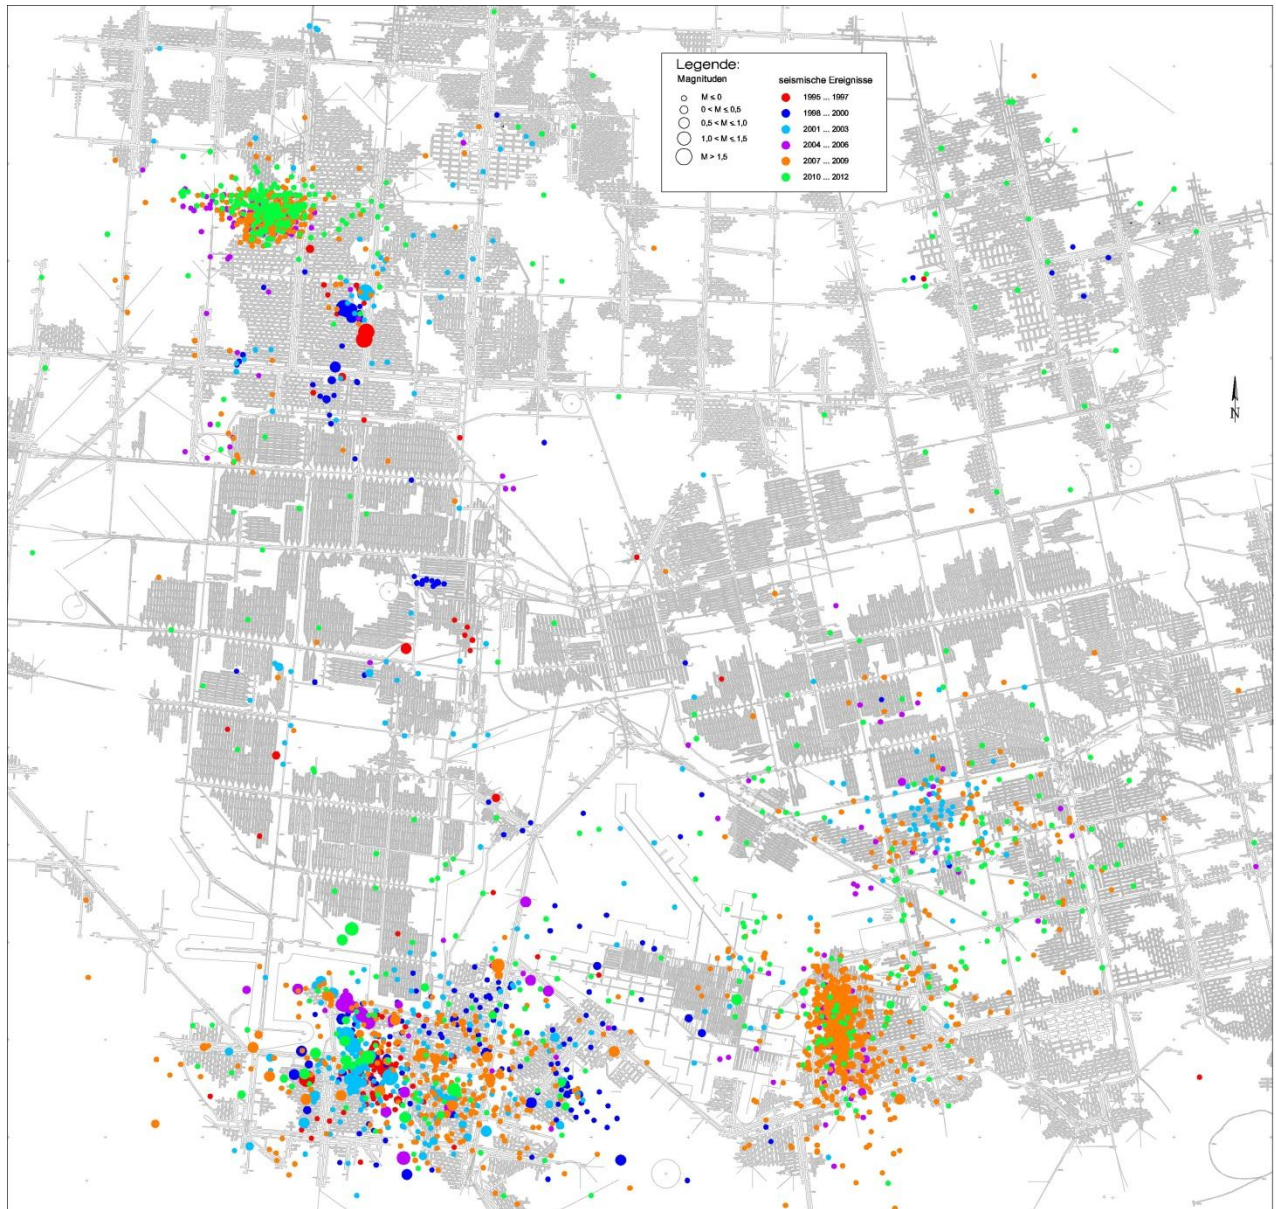 Legende:
Magnituden
M ≤ 0
0 < M ≤ 0,5
0,5 < M ≤ 1,0
1,0 < M ≤ 1,5
M > 1,5
seismische Ereignisse
1995 ... 1997
1998 ... 2000
2001 ... 2003
2004 ... 2006
2007 ... 2009
2010 ... 2012
N